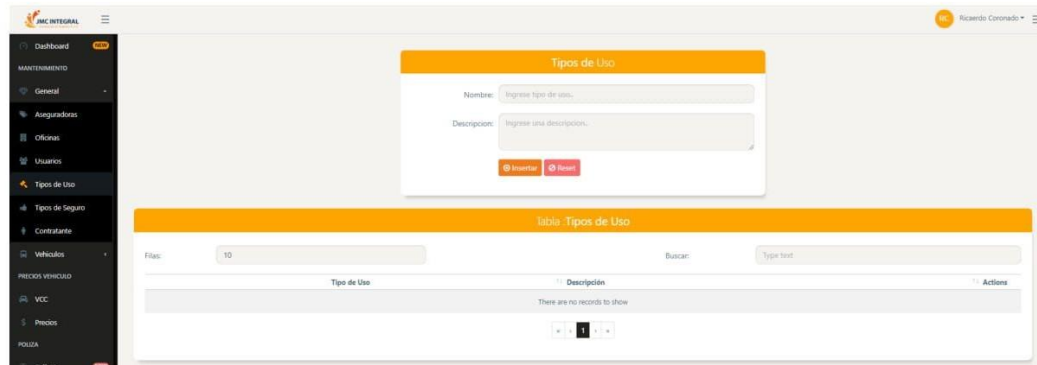 JMC INTEGRAL
RC Ricaerdo Coronado
Dashboard NEW
MANTENIMIENTO
General
Aseguradoras
Oficinas
Usuarios
Tipos de Uso
Tipos de Seguro
Contratante
Vehiculos
PRECIOS VEHICULO
VCC
Precios
POLIZA
Tipos de Uso
Nombre: Ingrese tipo de uso..
Descripcion: Ingrese una descripcion..
Insertar Reset
Tabla :Tipos de Uso
Filas: 10 Buscar: Type text
Tipo de Uso Descripción Actions
There are no records to show
« ‹ 1 › »